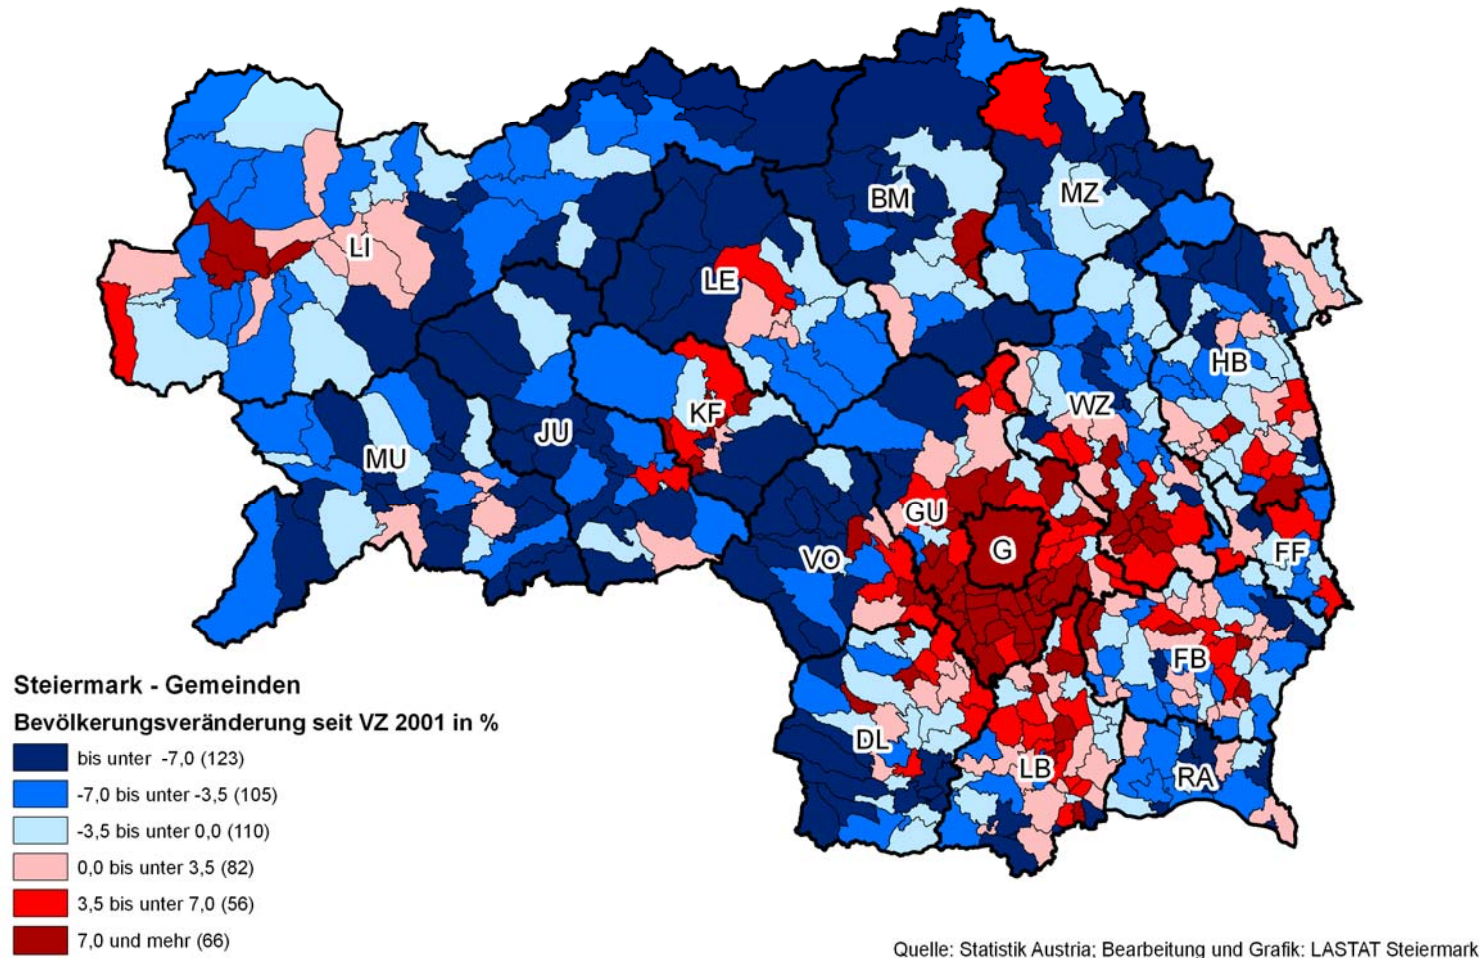 BM
MZ
LI
LE
HB
KF
WZ
JU
MU
GU
G
VO
FF
FB
DL
LB
RA
Steiermark - Gemeinden
Bevölkerungsveränderung seit VZ 2001 in %
bis unter -7,0 (123)
-7,0 bis unter -3,5 (105)
-3,5 bis unter 0,0 (110)
0,0 bis unter 3,5 (82)
3,5 bis unter 7,0 (56)
7,0 und mehr (66)
Quelle: Statistik Austria; Bearbeitung und Grafik: LASTAT Steiermark